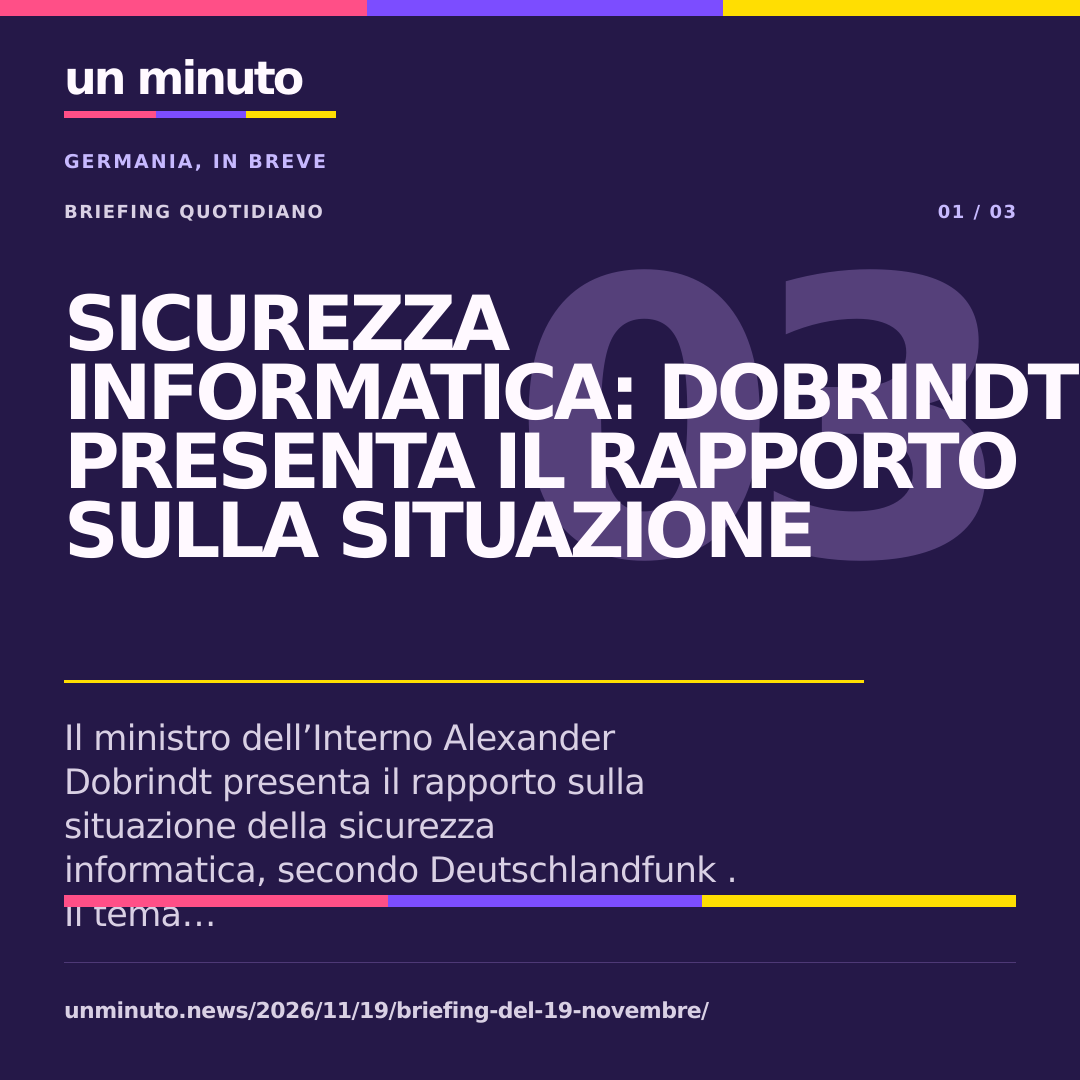 un minuto
GERMANIA, IN BREVE
BRIEFING QUOTIDIANO
01 / 03
03
SICUREZZA
INFORMATICA: DOBRINDT
PRESENTA IL RAPPORTO
SULLA SITUAZIONE
Il ministro dell’Interno Alexander
Dobrindt presenta il rapporto sulla
situazione della sicurezza
informatica, secondo Deutschlandfunk .
Il tema…
unminuto.news/2026/11/19/briefing-del-19-novembre/